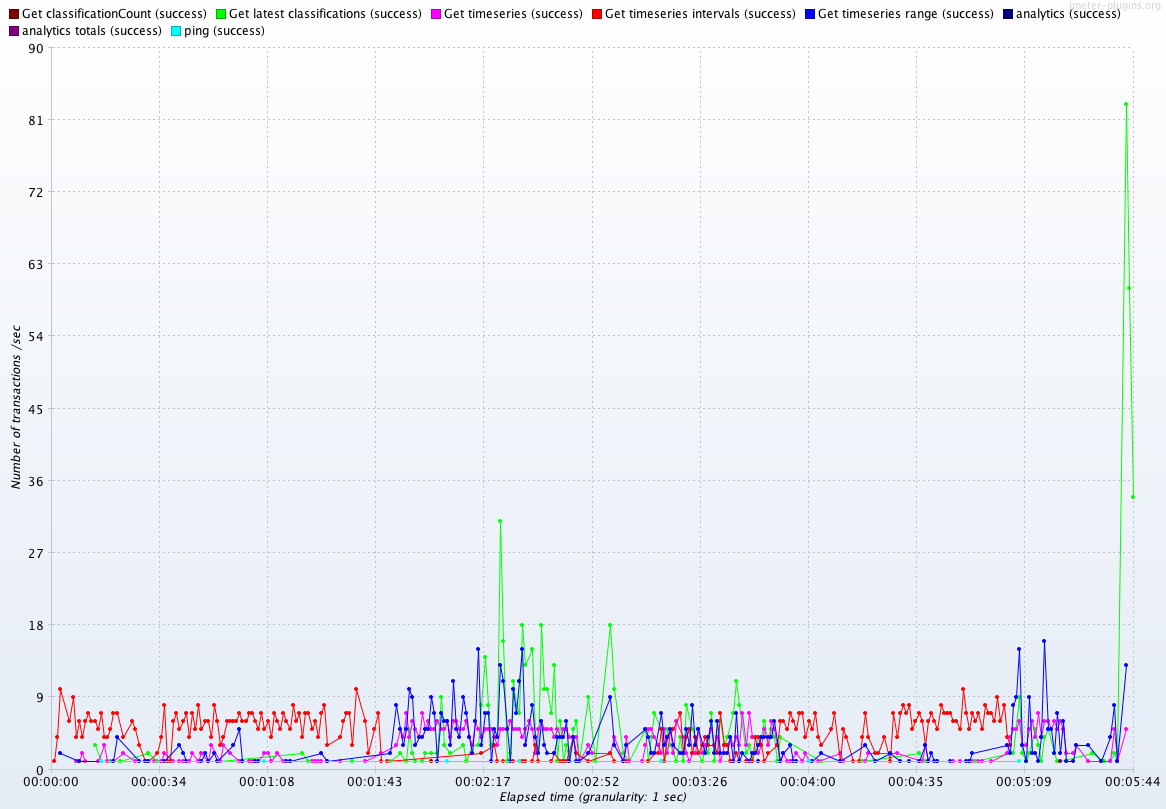 jmeter-plugins.org
Get classificationCount (success) Get latest classifications (success) Get timeseries (success) Get timeseries intervals (success) Get timeseries range (success) analytics (success)
analytics totals (success) ping (success)
90
81
72
63
54
45
36
27
18
9
0
Number of transactions /sec
00:00:00 00:00:34 00:01:08 00:01:43 00:02:17 00:02:52 00:03:26 00:04:00 00:04:35 00:05:09 00:05:44
Elapsed time (granularity: 1 sec)